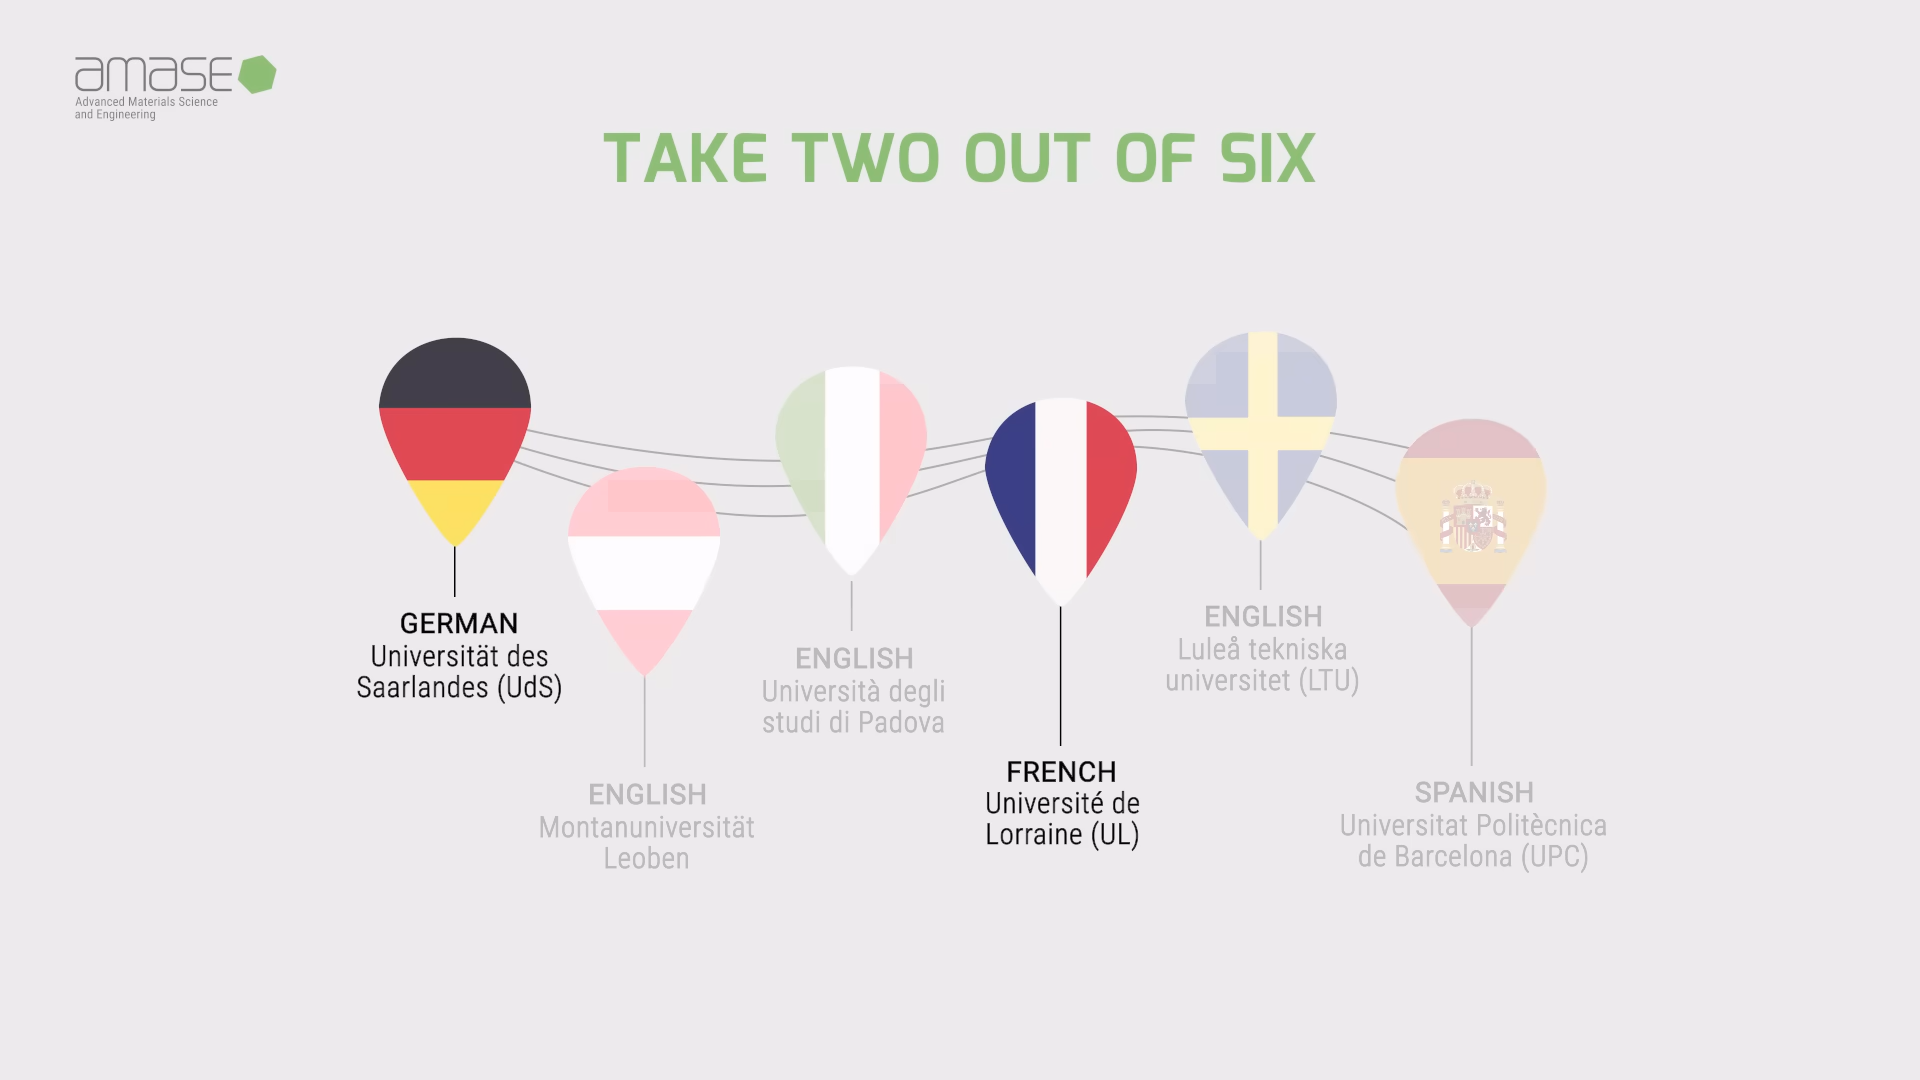 amase
Advanced Materials Science
and Engineering
TAKE TWO OUT OF SIX
GERMAN
Universität des
Saarlandes (UdS)
ENGLISH
Montanuniversität
Leoben
ENGLISH
Università degli
studi di Padova
FRENCH
Université de
Lorraine (UL)
ENGLISH
Luleå tekniska
universitet (LTU)
SPANISH
Universitat Politècnica
de Barcelona (UPC)